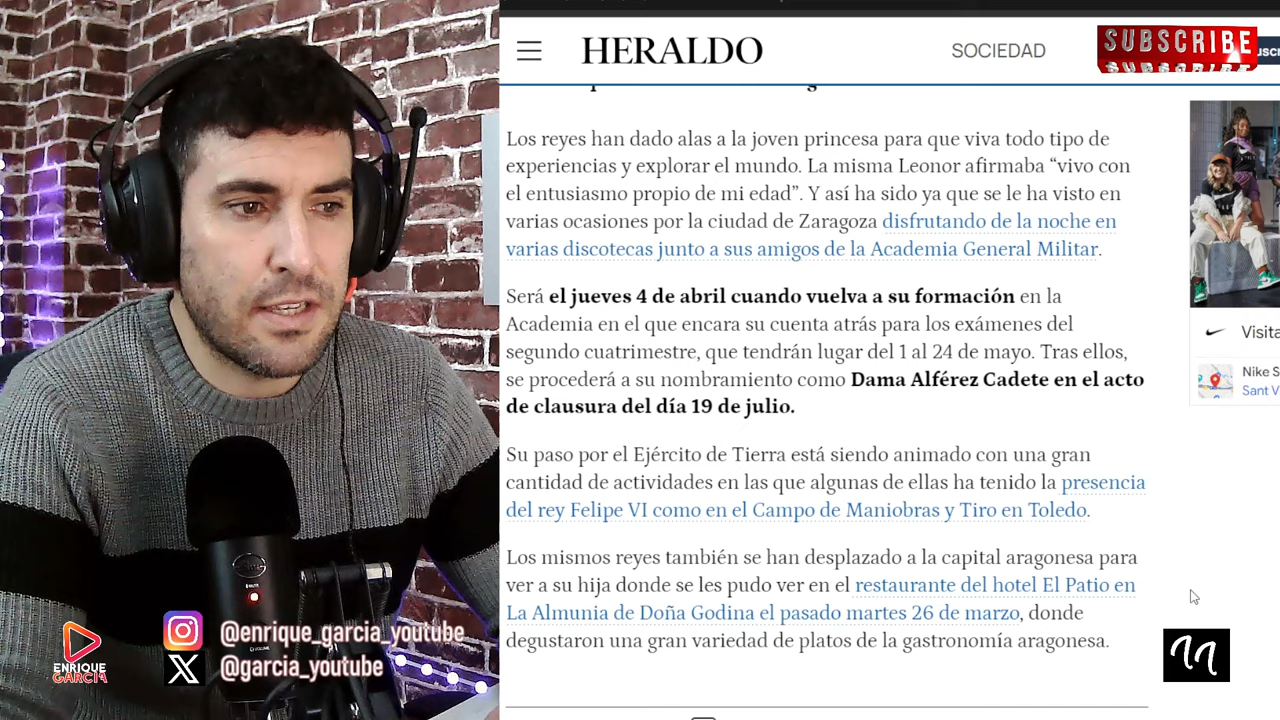 HERALDO
SOCIEDAD
SUBSCRIBE
Los reyes han dado alas a la joven princesa para que viva todo tipo de
experiencias y explorar el mundo. La misma Leonor afirmaba “vivo con
el entusiasmo propio de mi edad”. Y así ha sido ya que se le ha visto en
varias ocasiones por la ciudad de Zaragoza disfrutando de la noche en
varias discotecas junto a sus amigos de la Academia General Militar.
Será el jueves 4 de abril cuando vuelva a su formación en la
Academia en el que encara su cuenta atrás para los exámenes del
segundo cuatrimestre, que tendrán lugar del 1 al 24 de mayo. Tras ellos,
se procederá a su nombramiento como Dama Alférez Cadete en el acto
de clausura del día 19 de julio.
Su paso por el Ejército de Tierra está siendo animado con una gran
cantidad de actividades en las que algunas de ellas ha tenido la presencia
del rey Felipe VI como en el Campo de Maniobras y Tiro en Toledo.
Los mismos reyes también se han desplazado a la capital aragonesa para
ver a su hija donde se les pudo ver en el restaurante del hotel El Patio en
La Almunia de Doña Godina el pasado martes 26 de marzo, donde
degustaron una gran variedad de platos de la gastronomía aragonesa.
Visita
Nike S
Sant V
@enrique_garcia_youtube
@garcia_youtube
ENRIQUE
GARCIA